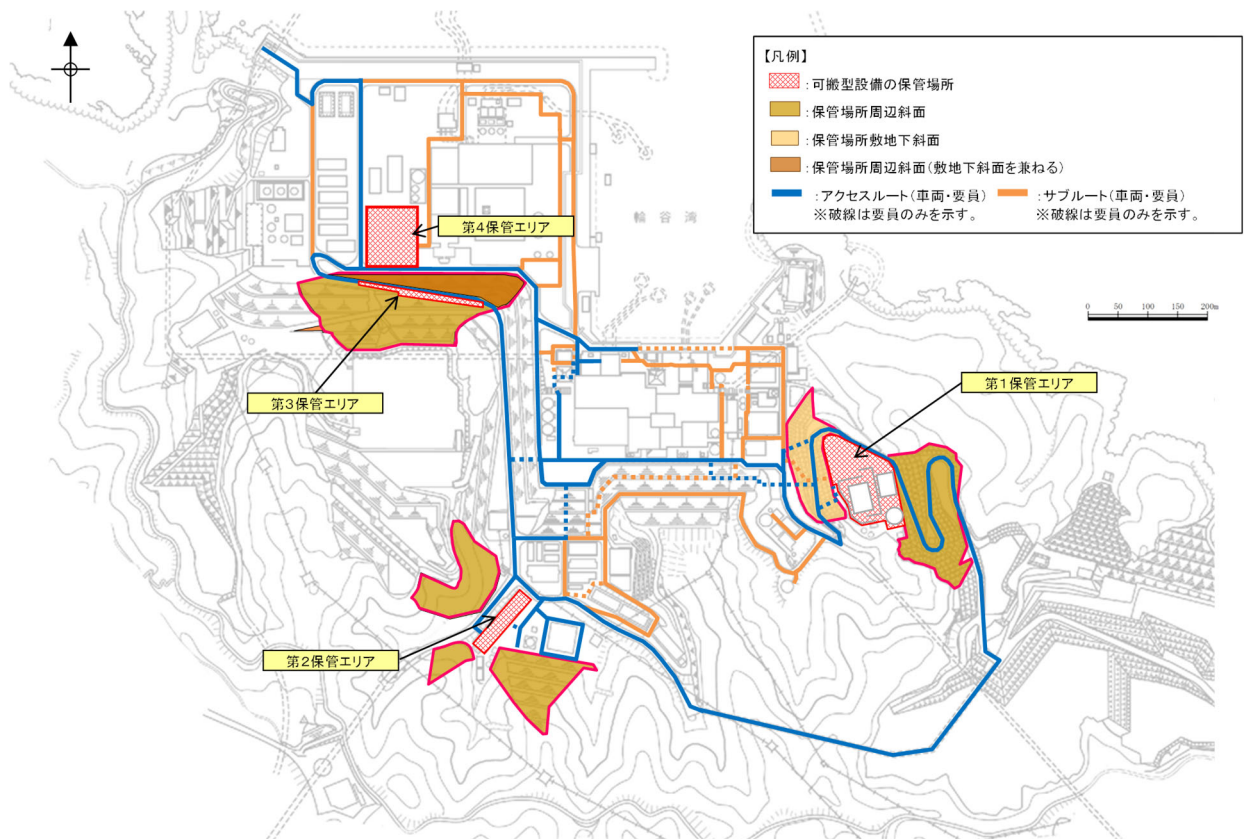 【凡例】
:可搬型設備の保管場所
:保管場所周辺斜面
:保管場所敷地下斜面
:保管場所周辺斜面(敷地下斜面を兼ねる)
:アクセスルート(車両・要員)
※破線は要員のみを示す。
:サブルート(車両・要員)
※破線は要員のみを示す。
第4保管エリア
輪谷湾
0 50 100 150 200m
第3保管エリア
第1保管エリア
第2保管エリア